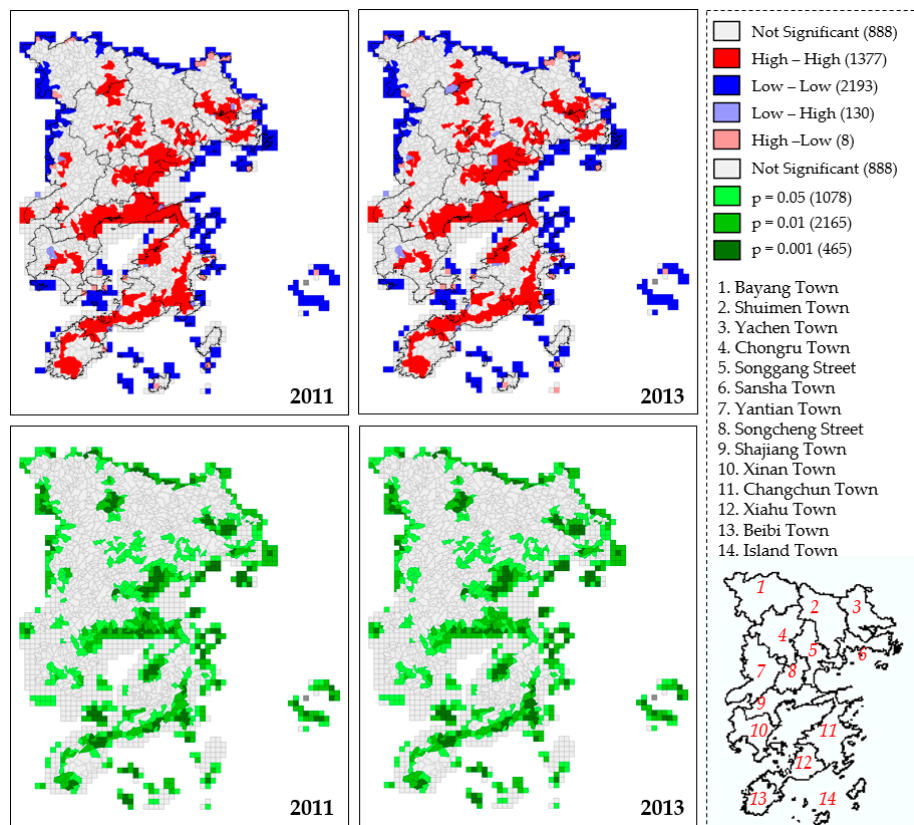 2011
2013
2011
2013
Not Significant (888)
High – High (1377)
Low – Low (2193)
Low – High (130)
High –Low (8)
Not Significant (888)
p = 0.05 (1078)
p = 0.01 (2165)
p = 0.001 (465)
1. Bayang Town
2. Shuimen Town
3. Yachen Town
4. Chongru Town
5. Songgang Street
6. Sansha Town
7. Yantian Town
8. Songcheng Street
9. Shajiang Town
10. Xinan Town
11. Changchun Town
12. Xiahu Town
13. Beibi Town
14. Island Town
1
2
3
4
5
6
7
8
9
10
11
12
13
14